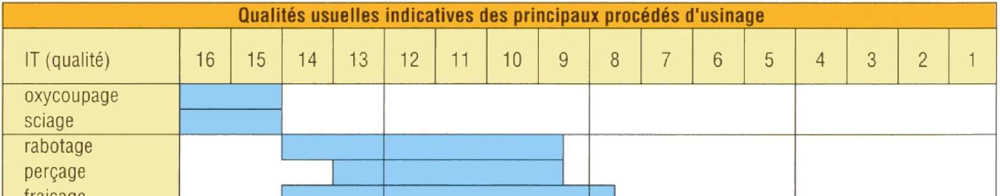 Qualités usuelles indicatives des principaux procédés d'usinage
IT (qualité) 16 15 14 13 12 11 10 9 8 7 6 5 4 3 2 1
oxycoupage
sciage
rabotage
perçage
fraisage